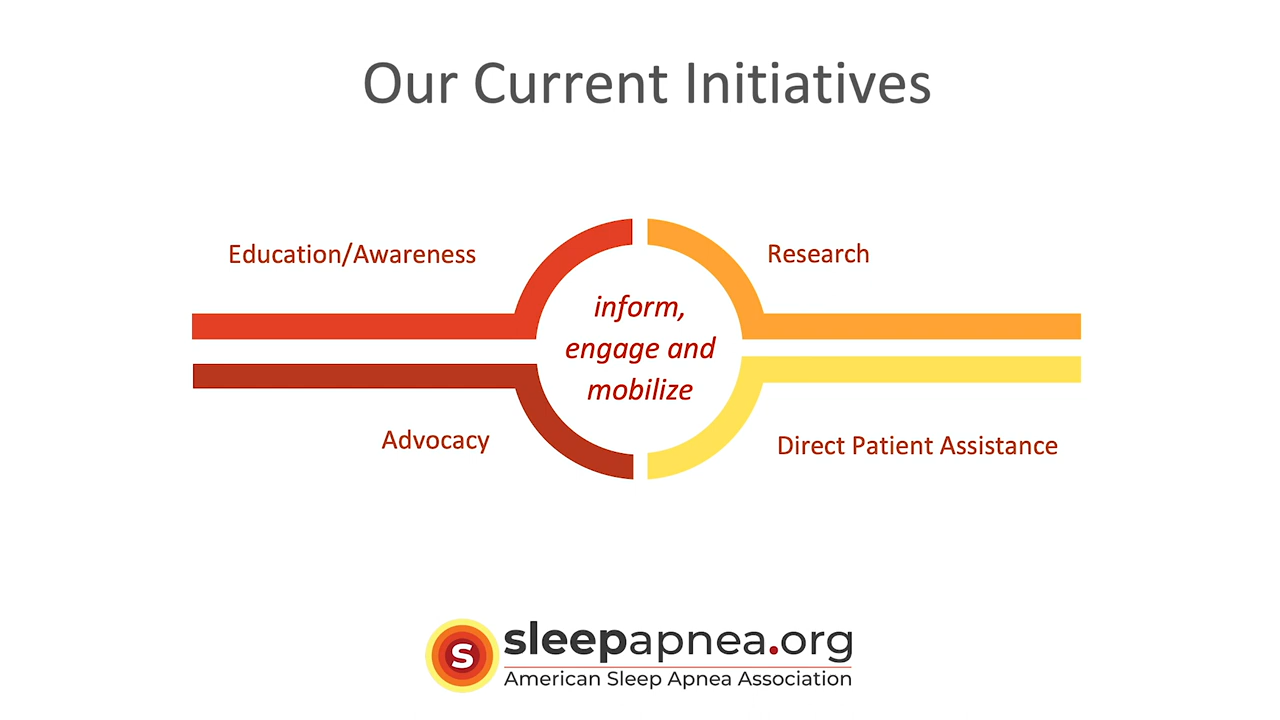 Our Current Initiatives
Education/Awareness
Research
inform,
engage and
mobilize
Advocacy
Direct Patient Assistance
S
sleepapnea.org
American Sleep Apnea Association